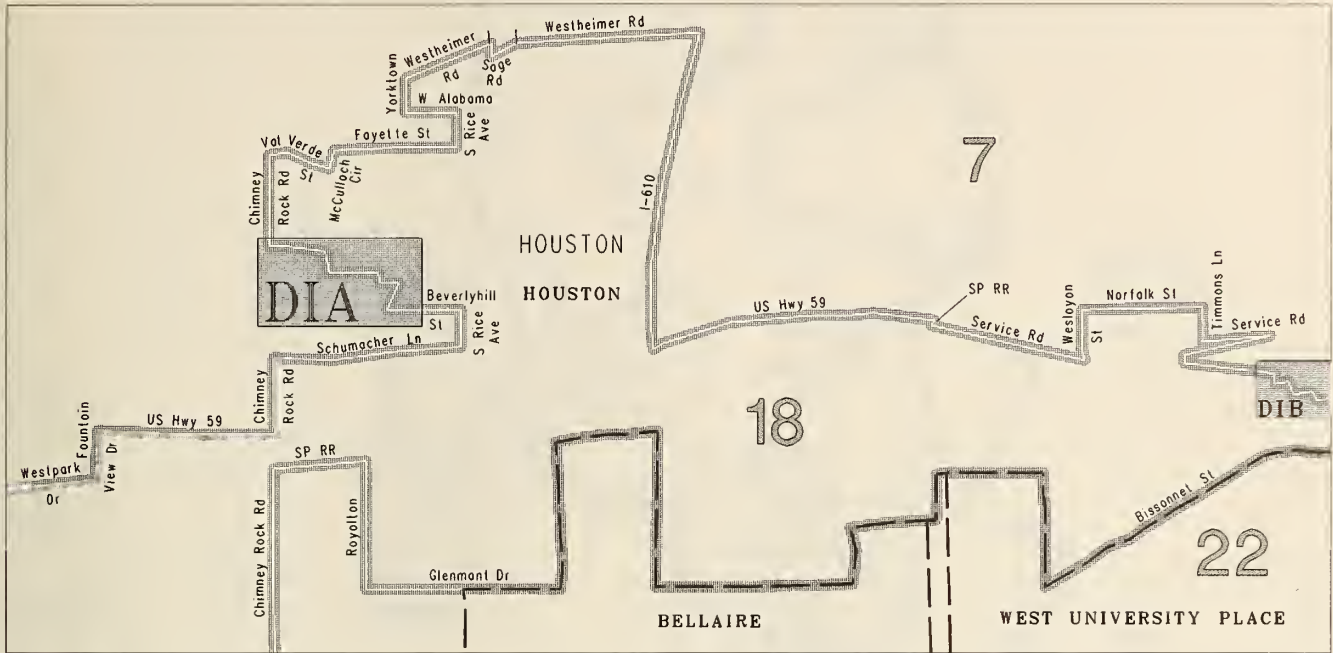 Westheimer Rd
Westheimer
Rd
Sage
Rd
Yorktown
W Alabama
S Rice
Ave
Fayette St
Val Verde
St
McCulloch
Cir
Chimney
Rock Rd
I-610
7
HOUSTON
HOUSTON
DIA
Beverlyhill
St
S Rice
Ave
Schumacher Ln
Chimney
Rock Rd
US Hwy 59
SP RR
Service Rd
Wesloyon
St
Norfolk St
Timmons Ln
Service Rd
DIB
18
US Hwy 59
Fountain
View Dr
Westpark
Dr
SP RR
Chimney Rock Rd
Royalton
Glenmont Dr
Bissonnet St
22
BELLAIRE
WEST UNIVERSITY PLACE